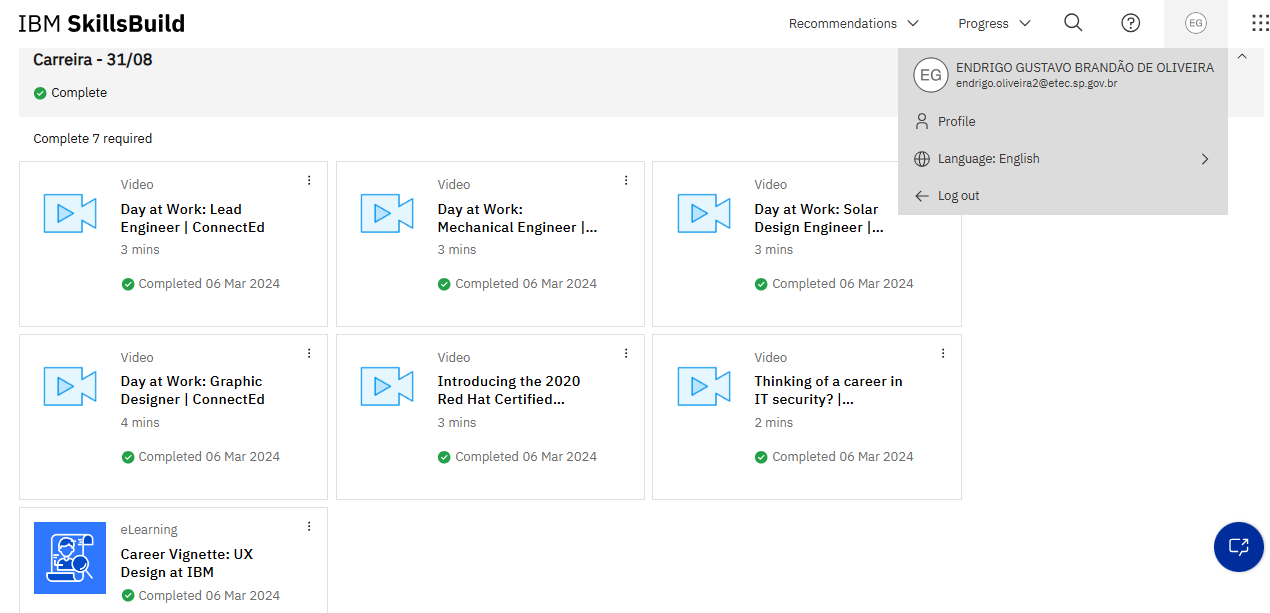 IBM SkillsBuild
Recommendations
Progress
EG
Carreira - 31/08
Complete
EG
ENDRIGO GUSTAVO BRANDÃO DE OLIVEIRA
endrigo.oliveira2@etec.sp.gov.br
Profile
Language: English
Log out
Complete 7 required
Video
Day at Work: Lead
Engineer | ConnectEd
3 mins
Completed 06 Mar 2024
Video
Day at Work:
Mechanical Engineer |...
3 mins
Completed 06 Mar 2024
Video
Day at Work: Solar
Design Engineer |...
3 mins
Completed 06 Mar 2024
Video
Day at Work: Graphic
Designer | ConnectEd
4 mins
Completed 06 Mar 2024
Video
Introducing the 2020
Red Hat Certified...
3 mins
Completed 06 Mar 2024
Video
Thinking of a career in
IT security? |...
2 mins
Completed 06 Mar 2024
eLearning
Career Vignette: UX
Design at IBM
Completed 06 Mar 2024